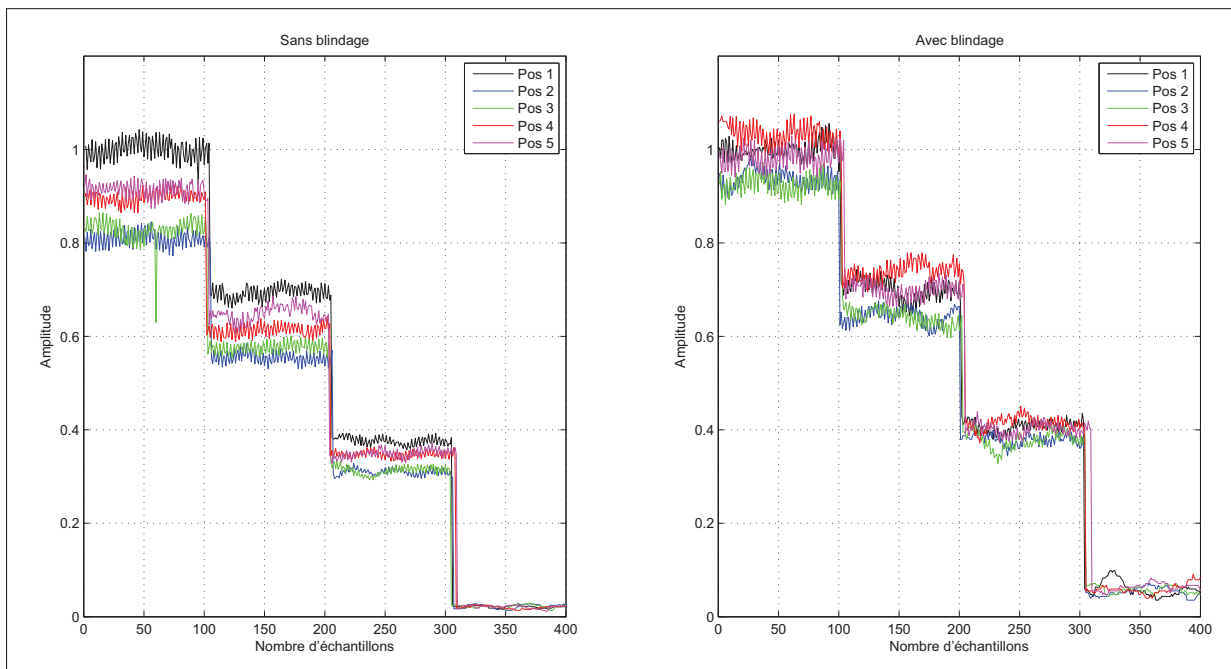 Sans blindage
Pos 1
Pos 2
Pos 3
Pos 4
Pos 5
1
0.8
0.6
0.4
0.2
0
Amplitude
0 50 100 150 200 250 300 350 400
Nombre d'échantillons
Avec blindage
Pos 1
Pos 2
Pos 3
Pos 4
Pos 5
1
0.8
0.6
0.4
0.2
0
Amplitude
0 50 100 150 200 250 300 350 400
Nombre d'échantillons